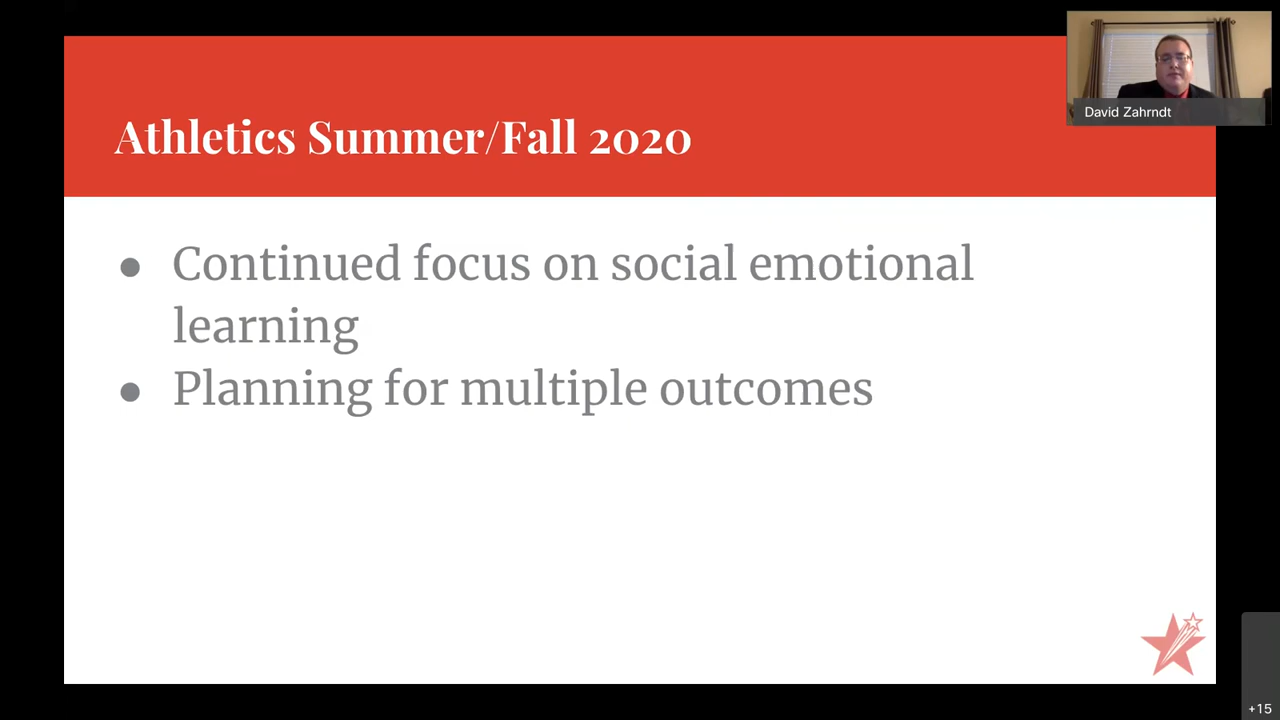 David Zahrndt
Athletics Summer/Fall 2020
● Continued focus on social emotional
learning
● Planning for multiple outcomes
+15